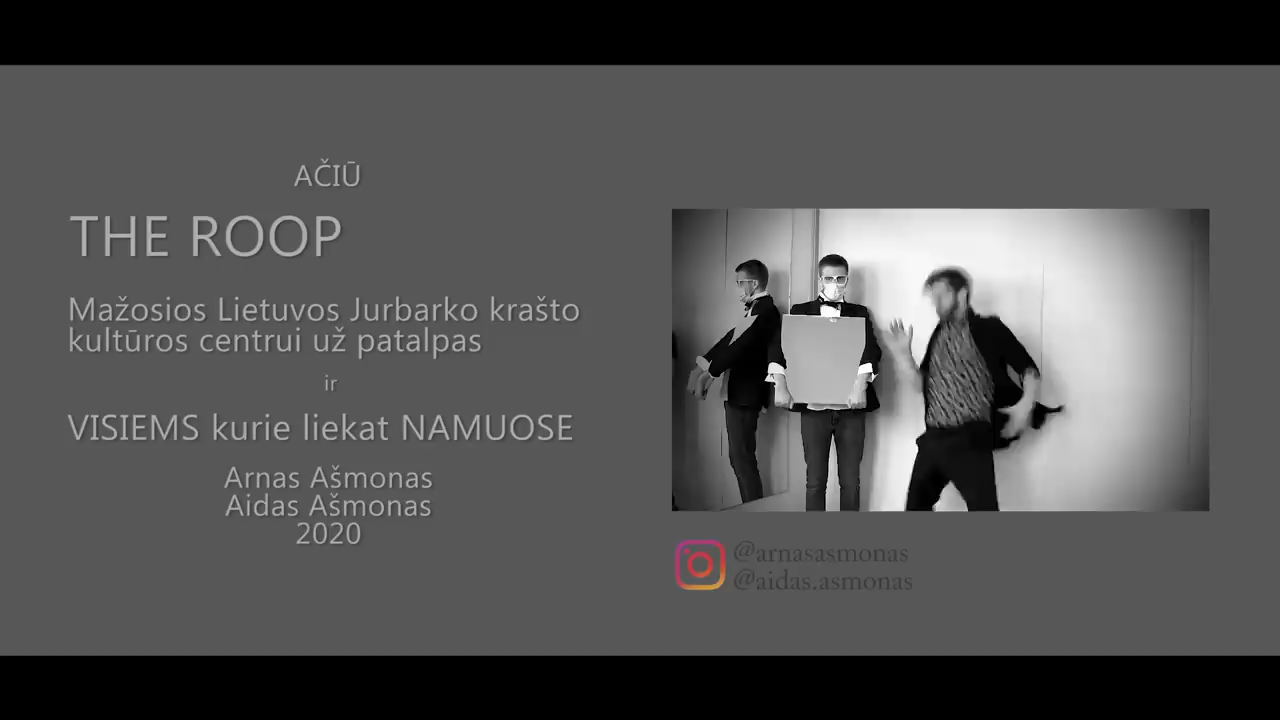 AČIŪ
THE ROOP
Mažosios Lietuvos Jurbarko krašto
kultūros centrui už patalpas
ir
VISIEMS kurie liekat NAMUOSE
Arnas Ašmonas
Aidas Ašmonas
2020
@arnasasmonas
@aidas.asmonas